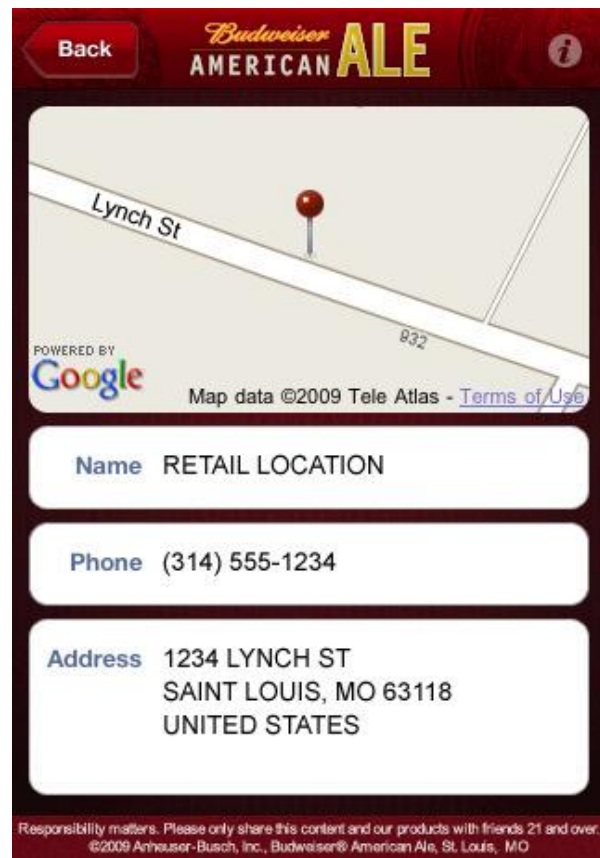 Back
Budweiser
AMERICAN ALE
i
Lynch St
932
POWERED BY
Google
Map data ©2009 Tele Atlas - Terms of Use
Name RETAIL LOCATION
Phone (314) 555-1234
Address 1234 LYNCH ST
SAINT LOUIS, MO 63118
UNITED STATES
Responsibility matters. Please only share this content and our products with friends 21 and over.
©2009 Anheuser-Busch, Inc., Budweiser® American Ale, St. Louis, MO